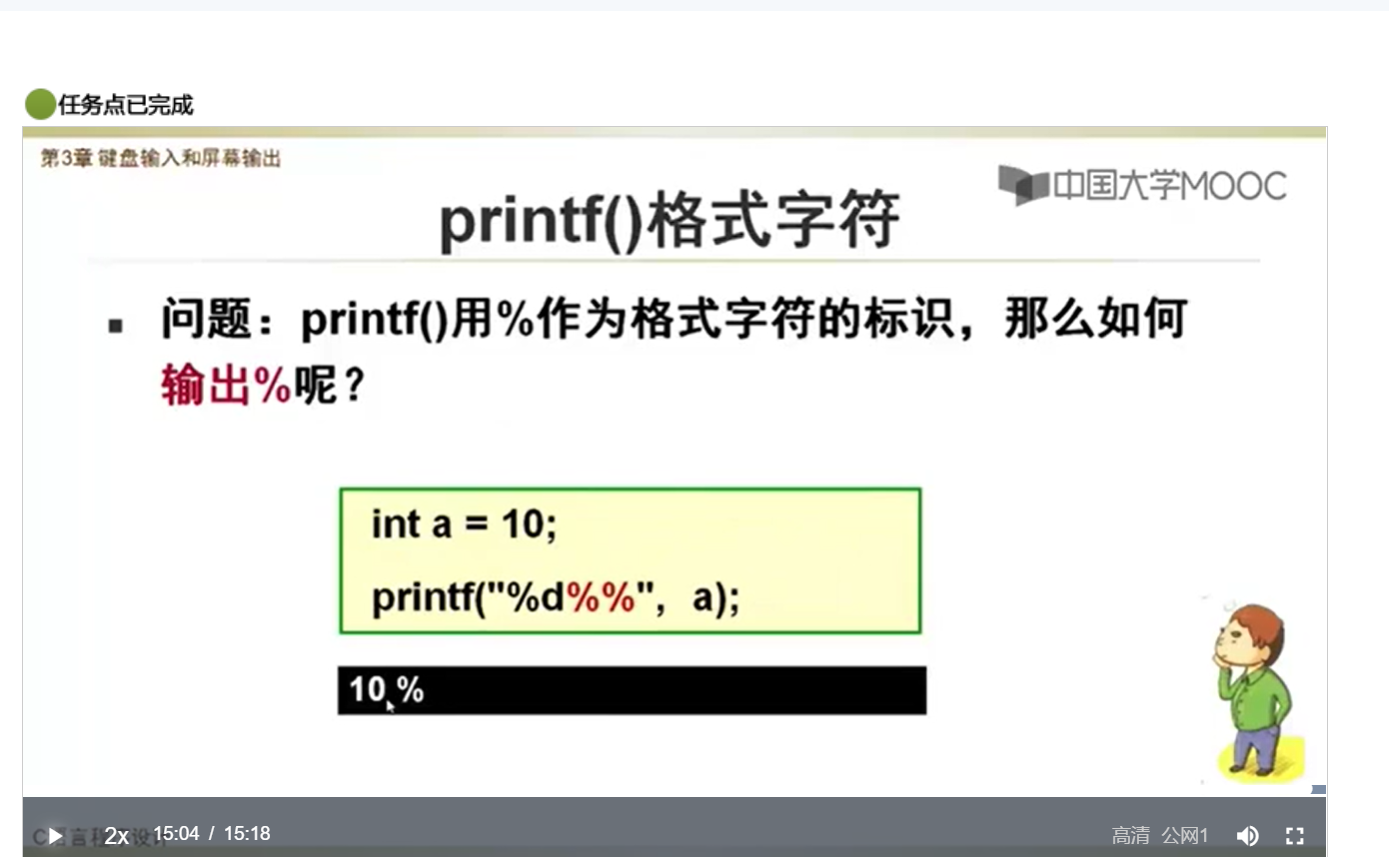 任务点已完成
第3章 键盘输入和屏幕输出
中国大学MOOC
printf()格式字符
▪ 问题：printf()用%作为格式字符的标识，那么如何
输出%呢？
int a = 10;
printf("%d%%", a);
10 %
C语言程序设计
2x 15:04 / 15:18 高清 公网1